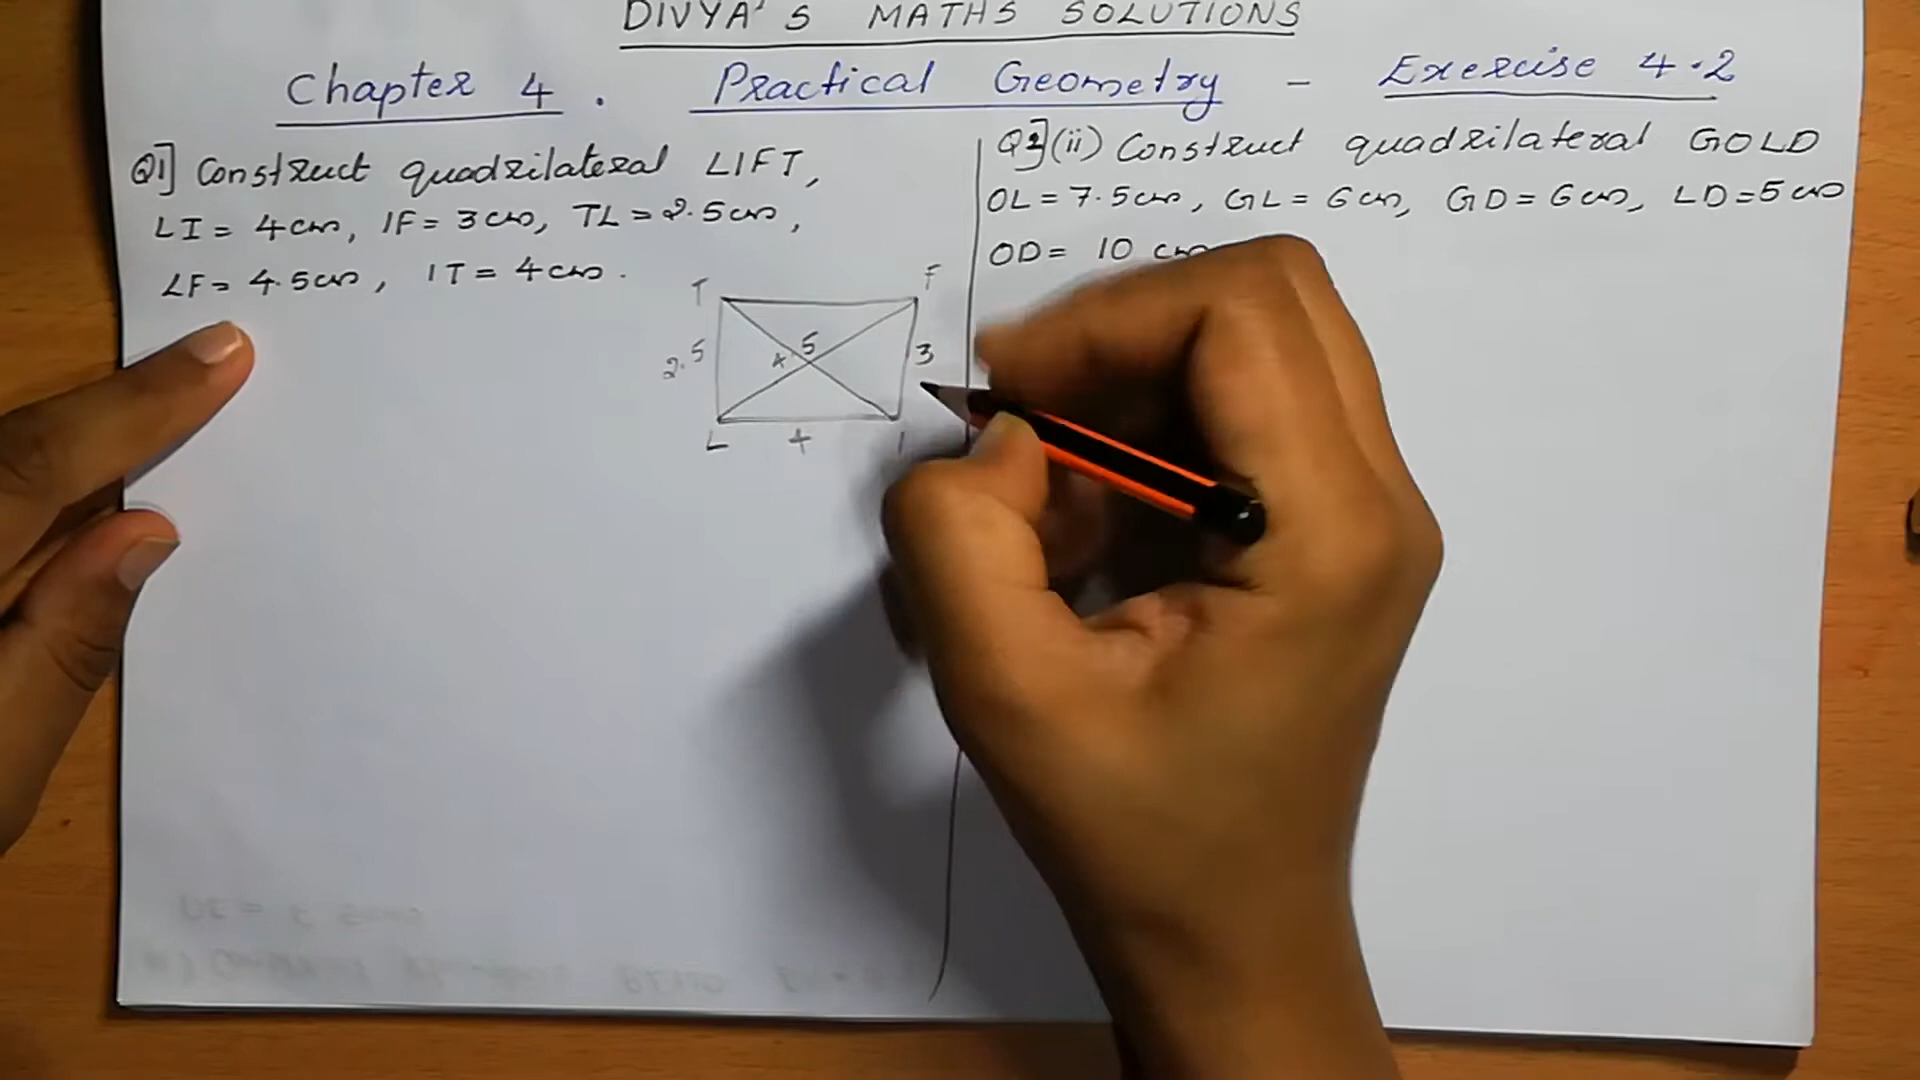 DIVYA'S MATHS SOLUTIONS
Chapter 4. Practical Geometry - Exercise 4.2
Q1] Construct quadrilateral LIFT,
LI = 4cm, IF = 3cm, TL = 2.5cm,
LF = 4.5cm, IT = 4cm.
T F
2.5 4.5 3
L 4 I
Q2](ii) Construct quadrilateral GOLD
OL = 7.5cm, GL = 6cm, GD = 6cm, LD = 5cm
OD = 10 cm